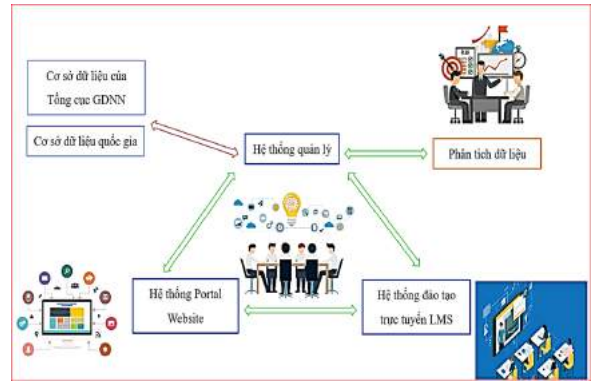 Cơ sở dữ liệu của
Tổng cục GDNN
Cơ sở dữ liệu quốc gia
Hệ thống quản lý
Phân tích dữ liệu
Hệ thống Portal
Website
Hệ thống đào tạo
trực tuyến LMS